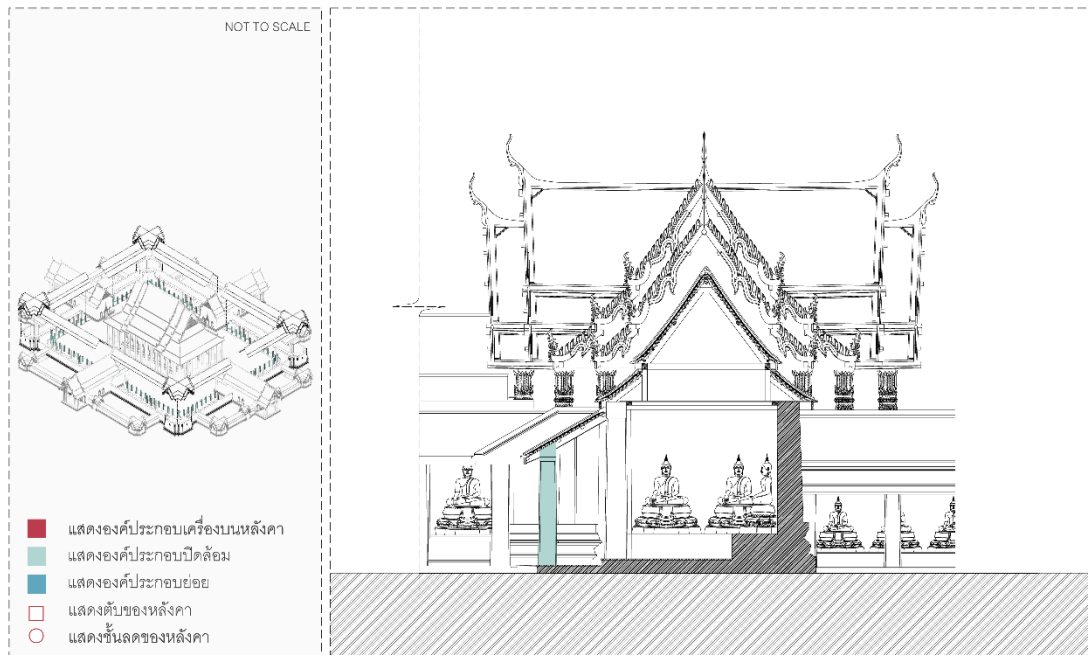 NOT TO SCALE
แสดงองค์ประกอบเครื่องบนหลังคา
แสดงองค์ประกอบปิดล้อม
แสดงองค์ประกอบย่อย
แสดงตับของหลังคา
แสดงชั้นลดของหลังคา